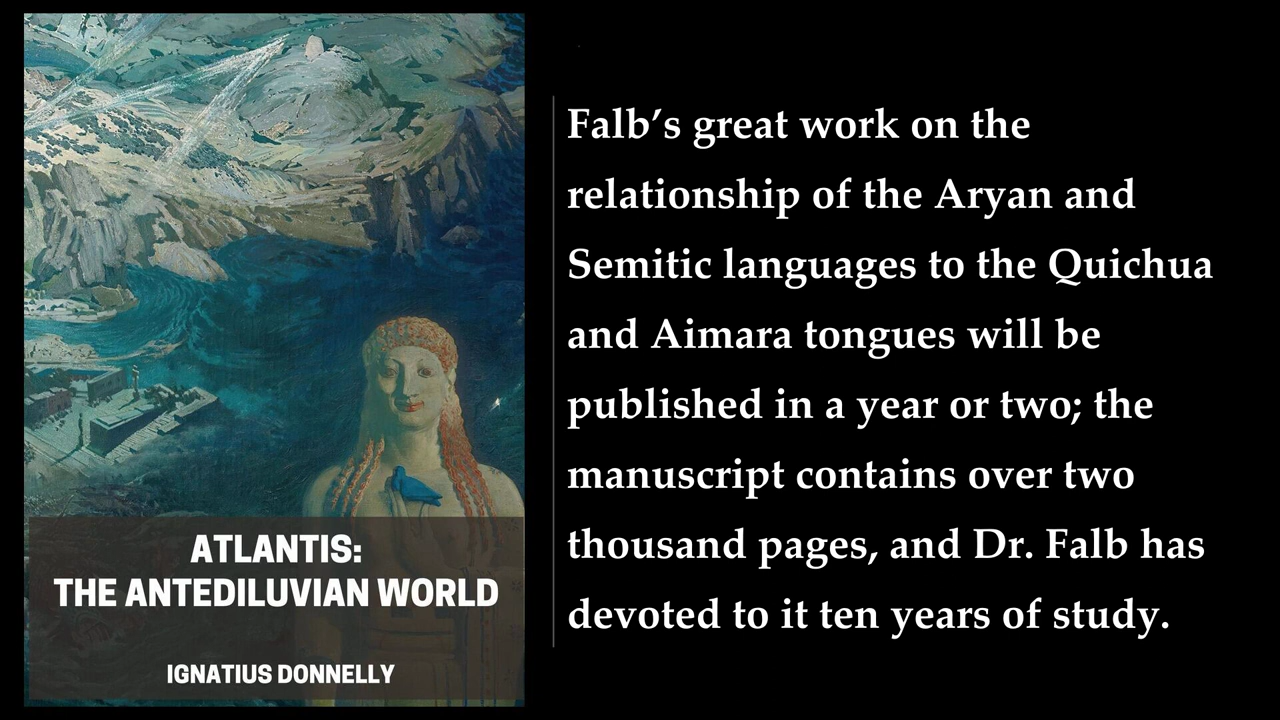 ATLANTIS:
THE ANTEDILUVIAN WORLD
IGNATIUS DONNELLY
Falb’s great work on the
relationship of the Aryan and
Semitic languages to the Quichua
and Aimara tongues will be
published in a year or two; the
manuscript contains over two
thousand pages, and Dr. Falb has
devoted to it ten years of study.